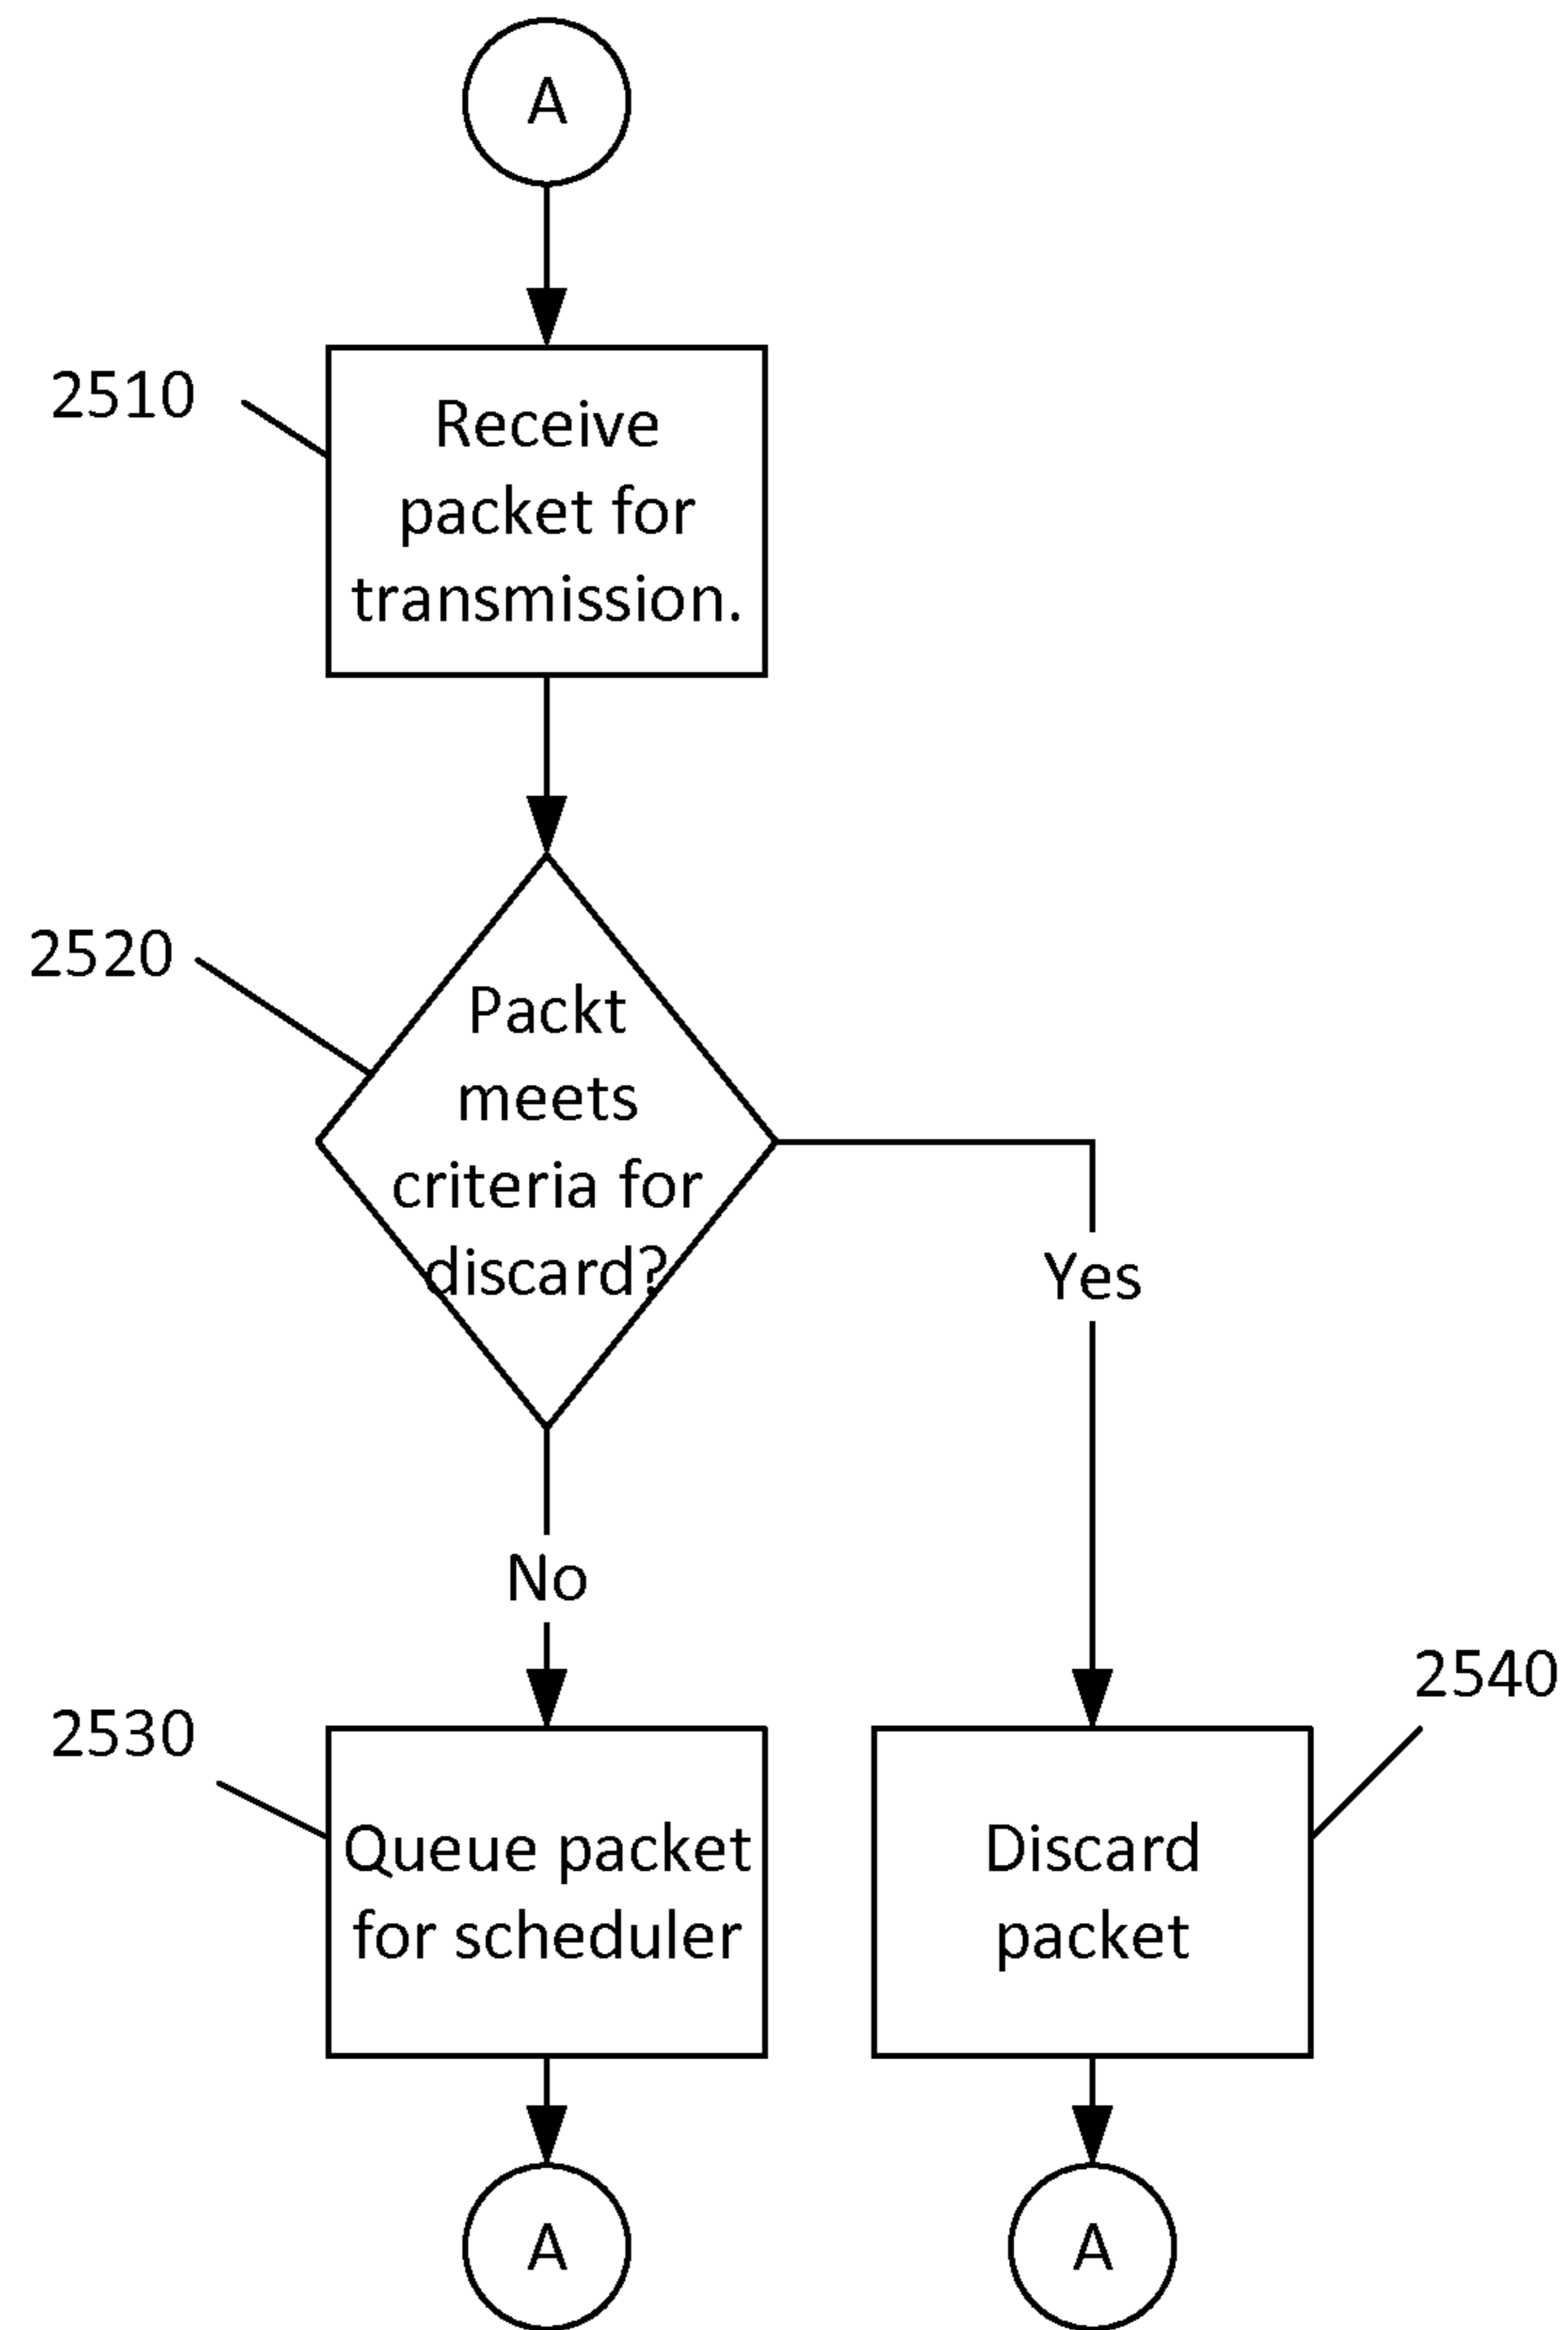 A
2510
Receive
packet for
transmission.
2520
Packt
meets
criteria for
discard?
Yes
No
2530
Queue packet
for scheduler
2540
Discard
packet
A
A